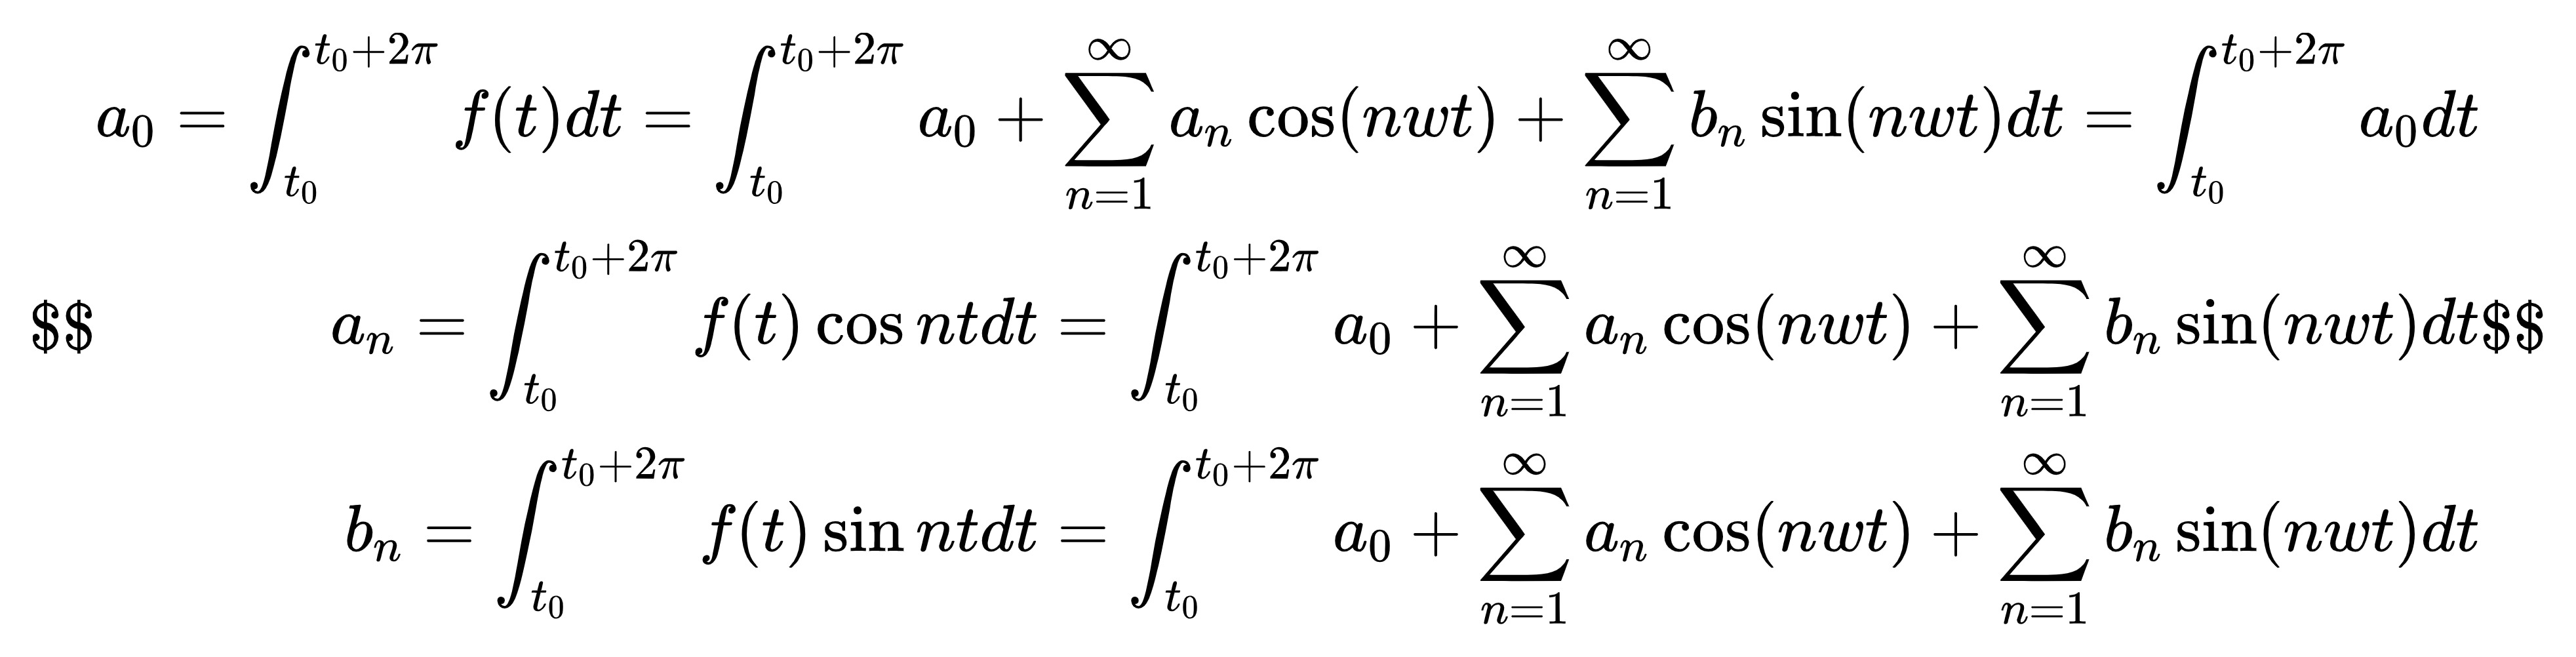 a_0 = \int_{t_0}^{t_0+2\pi} f(t)dt = \int_{t_0}^{t_0+2\pi} a_0 + \sum_{n=1}^{\infty} a_n \cos(nwt) + \sum_{n=1}^{\infty} b_n \sin(nwt)dt = \int_{t_0}^{t_0+2\pi} a_0 dt
$$ a_n = \int_{t_0}^{t_0+2\pi} f(t) \cos ntdt = \int_{t_0}^{t_0+2\pi} a_0 + \sum_{n=1}^{\infty} a_n \cos(nwt) + \sum_{n=1}^{\infty} b_n \sin(nwt)dt$$
b_n = \int_{t_0}^{t_0+2\pi} f(t) \sin ntdt = \int_{t_0}^{t_0+2\pi} a_0 + \sum_{n=1}^{\infty} a_n \cos(nwt) + \sum_{n=1}^{\infty} b_n \sin(nwt)dt